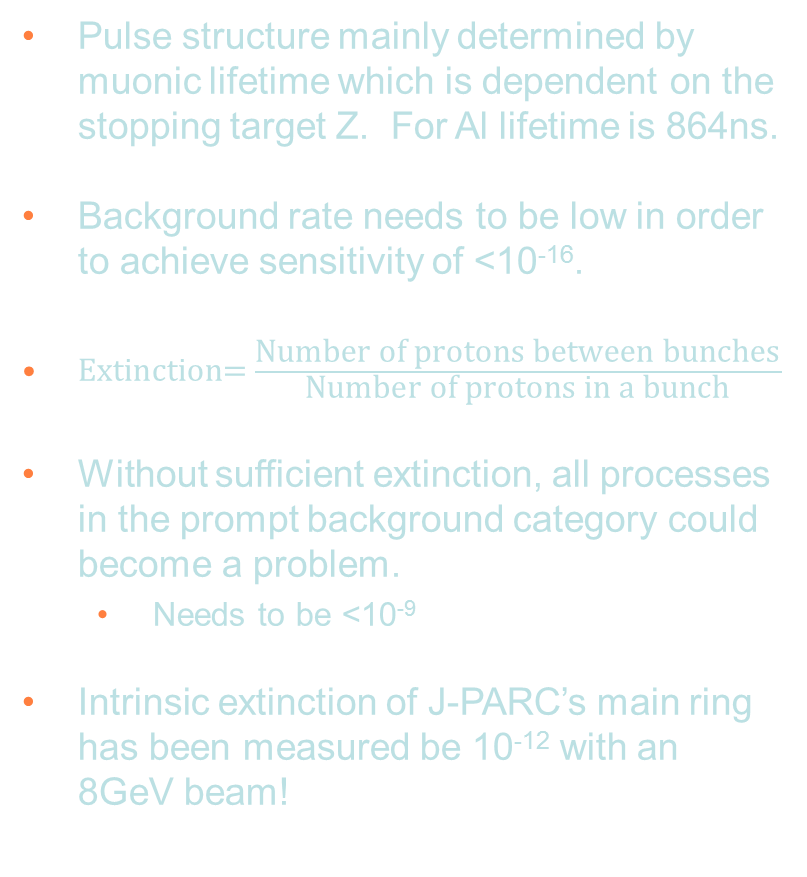 • Pulse structure mainly determined by
muonic lifetime which is dependent on the
stopping target Z.  For Al lifetime is 864ns.
• Background rate needs to be low in order
to achieve sensitivity of <10⁻¹⁶.
• Extinction= Number of protons between bunches
Number of protons in a bunch
• Without sufficient extinction, all processes
in the prompt background category could
become a problem.
• Needs to be <10⁻⁹
• Intrinsic extinction of J-PARC’s main ring
has been measured be 10⁻¹² with an
8GeV beam!